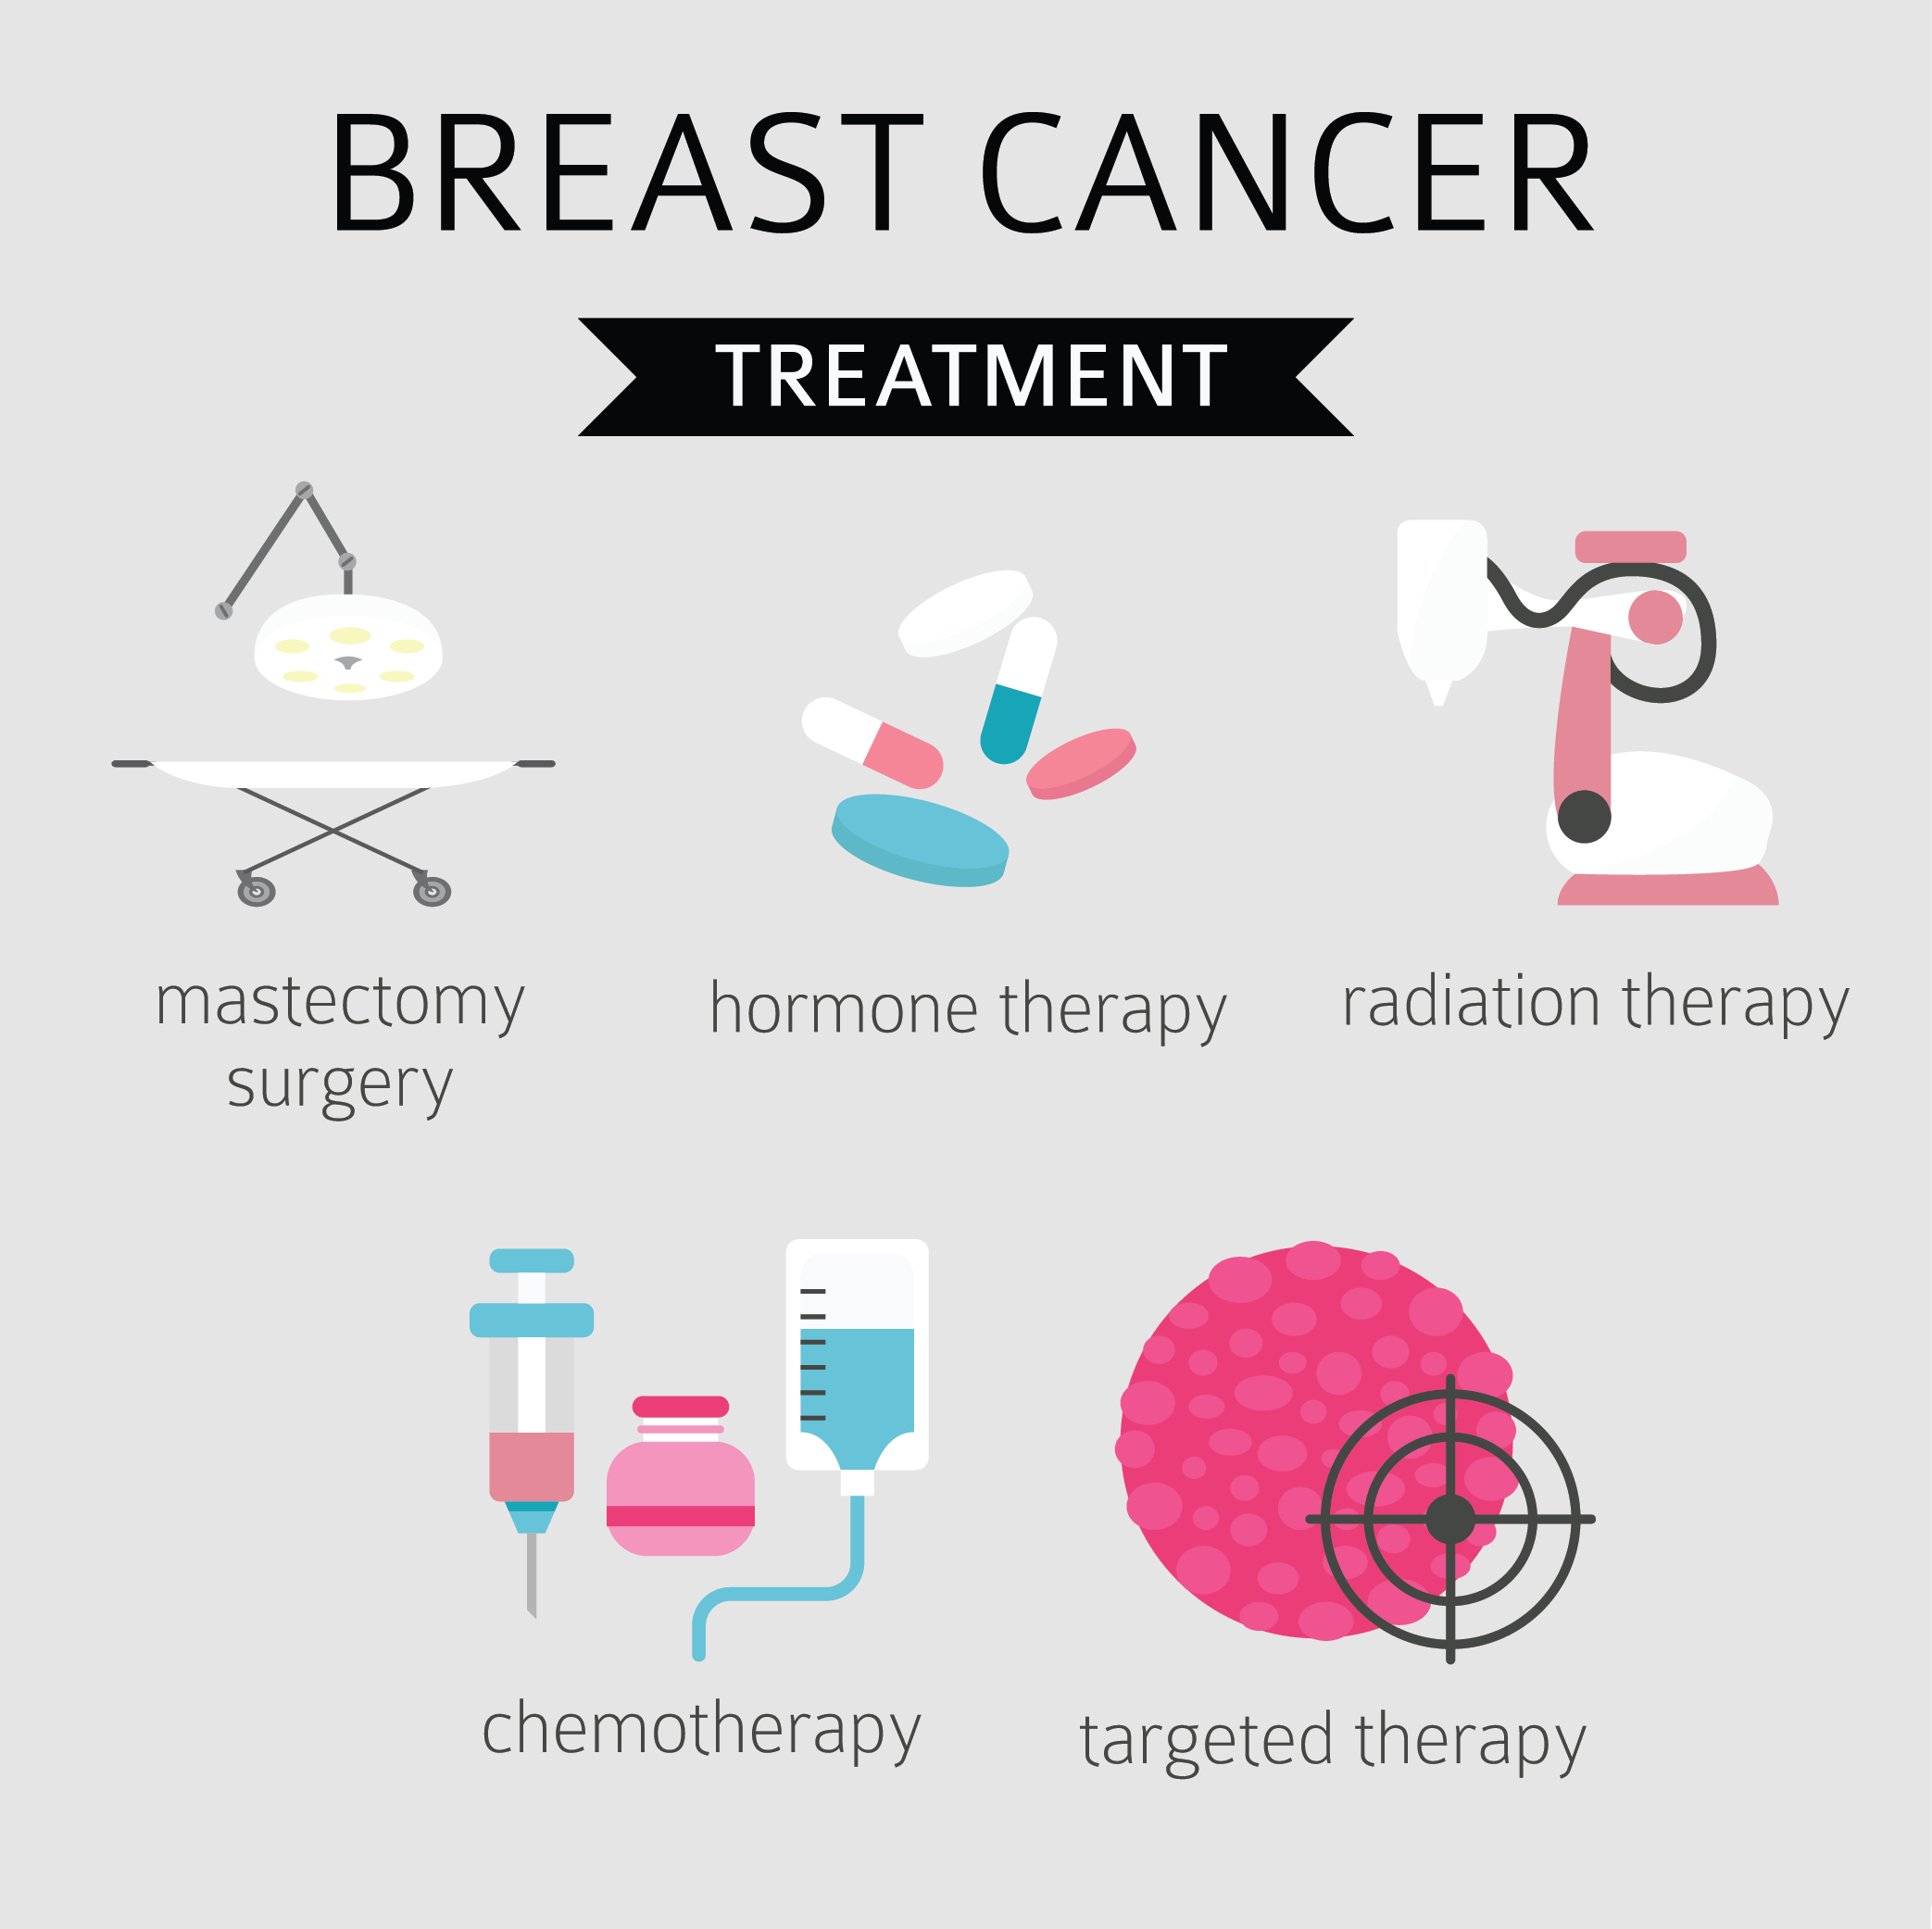 BREAST CANCER
TREATMENT
mastectomy
surgery
hormone therapy
radiation therapy
chemotherapy
targeted therapy